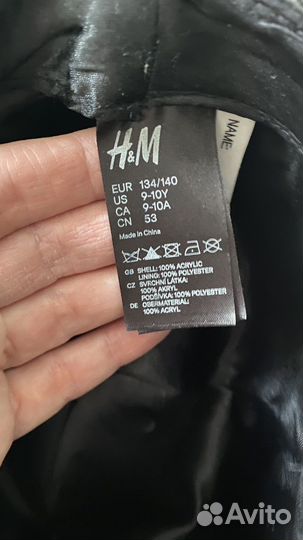 H&M
EUR 134/140
US 9-10Y
CA 9-10A
CN 53
Made in China
GB SHELL: 100% ACRYLIC
LINING: 100% POLYESTER
CZ SVRCHNÍ LÁTKA:
100% AKRYL
PODŠÍVKA: 100% POLYESTER
DE OBERMATERIAL:
100% ACRYL
NAME
Avito